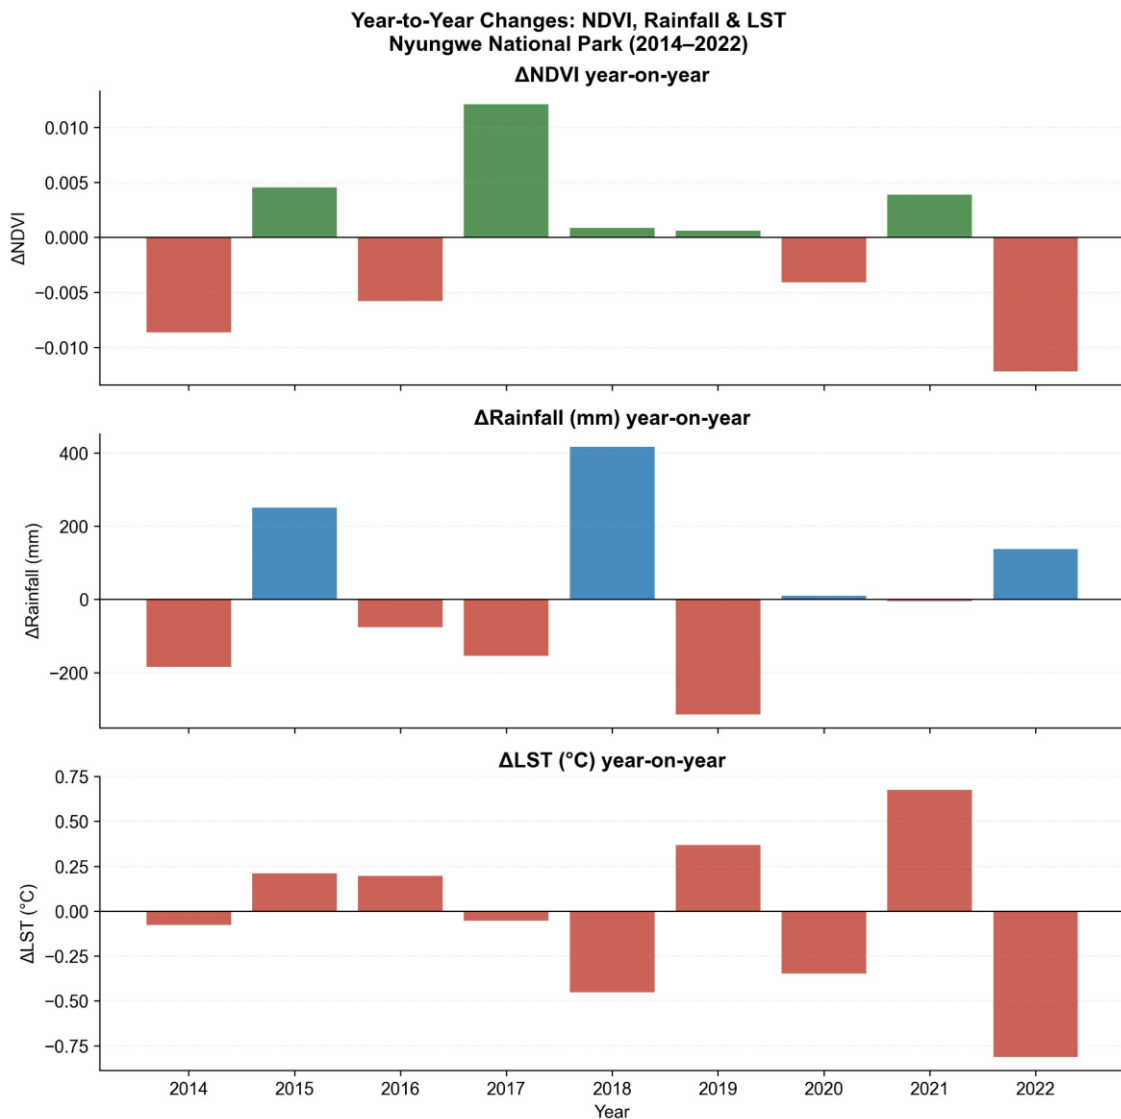 Year-to-Year Changes: NDVI, Rainfall & LST
Nyungwe National Park (2014–2022)
ΔNDVI year-on-year
0.010
0.005
0.000
−0.005
−0.010
ΔNDVI
ΔRainfall (mm) year-on-year
400
200
0
−200
ΔRainfall (mm)
ΔLST (°C) year-on-year
0.75
0.50
0.25
0.00
−0.25
−0.50
−0.75
ΔLST (°C)
2014 2015 2016 2017 2018 2019 2020 2021 2022
Year